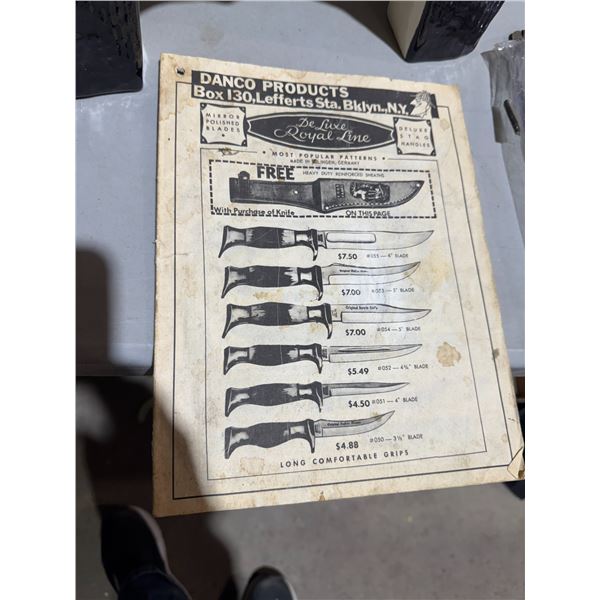 DANCO PRODUCTS
Box 130, Lefferts Sta. Bklyn., N.Y.
MIRROR POLISHED BLADES
De Luxe
Royal Line
DELUXE STAG HANDLES
• MOST POPULAR PATTERNS •
MADE IN SOLINGEN, GERMANY
FREE HEAVY DUTY REINFORCED SHEATHS
With Purchase of Knife ON THIS PAGE
$7.50 #055 — 6" BLADE
$7.00 #053 — 5" BLADE
Original Bowie Knife
$7.00 #054 — 5" BLADE
$5.49 #052 — 4½" BLADE
$4.50 #051 — 4" BLADE
$4.88 #050 — 3½" BLADE
LONG COMFORTABLE GRIPS